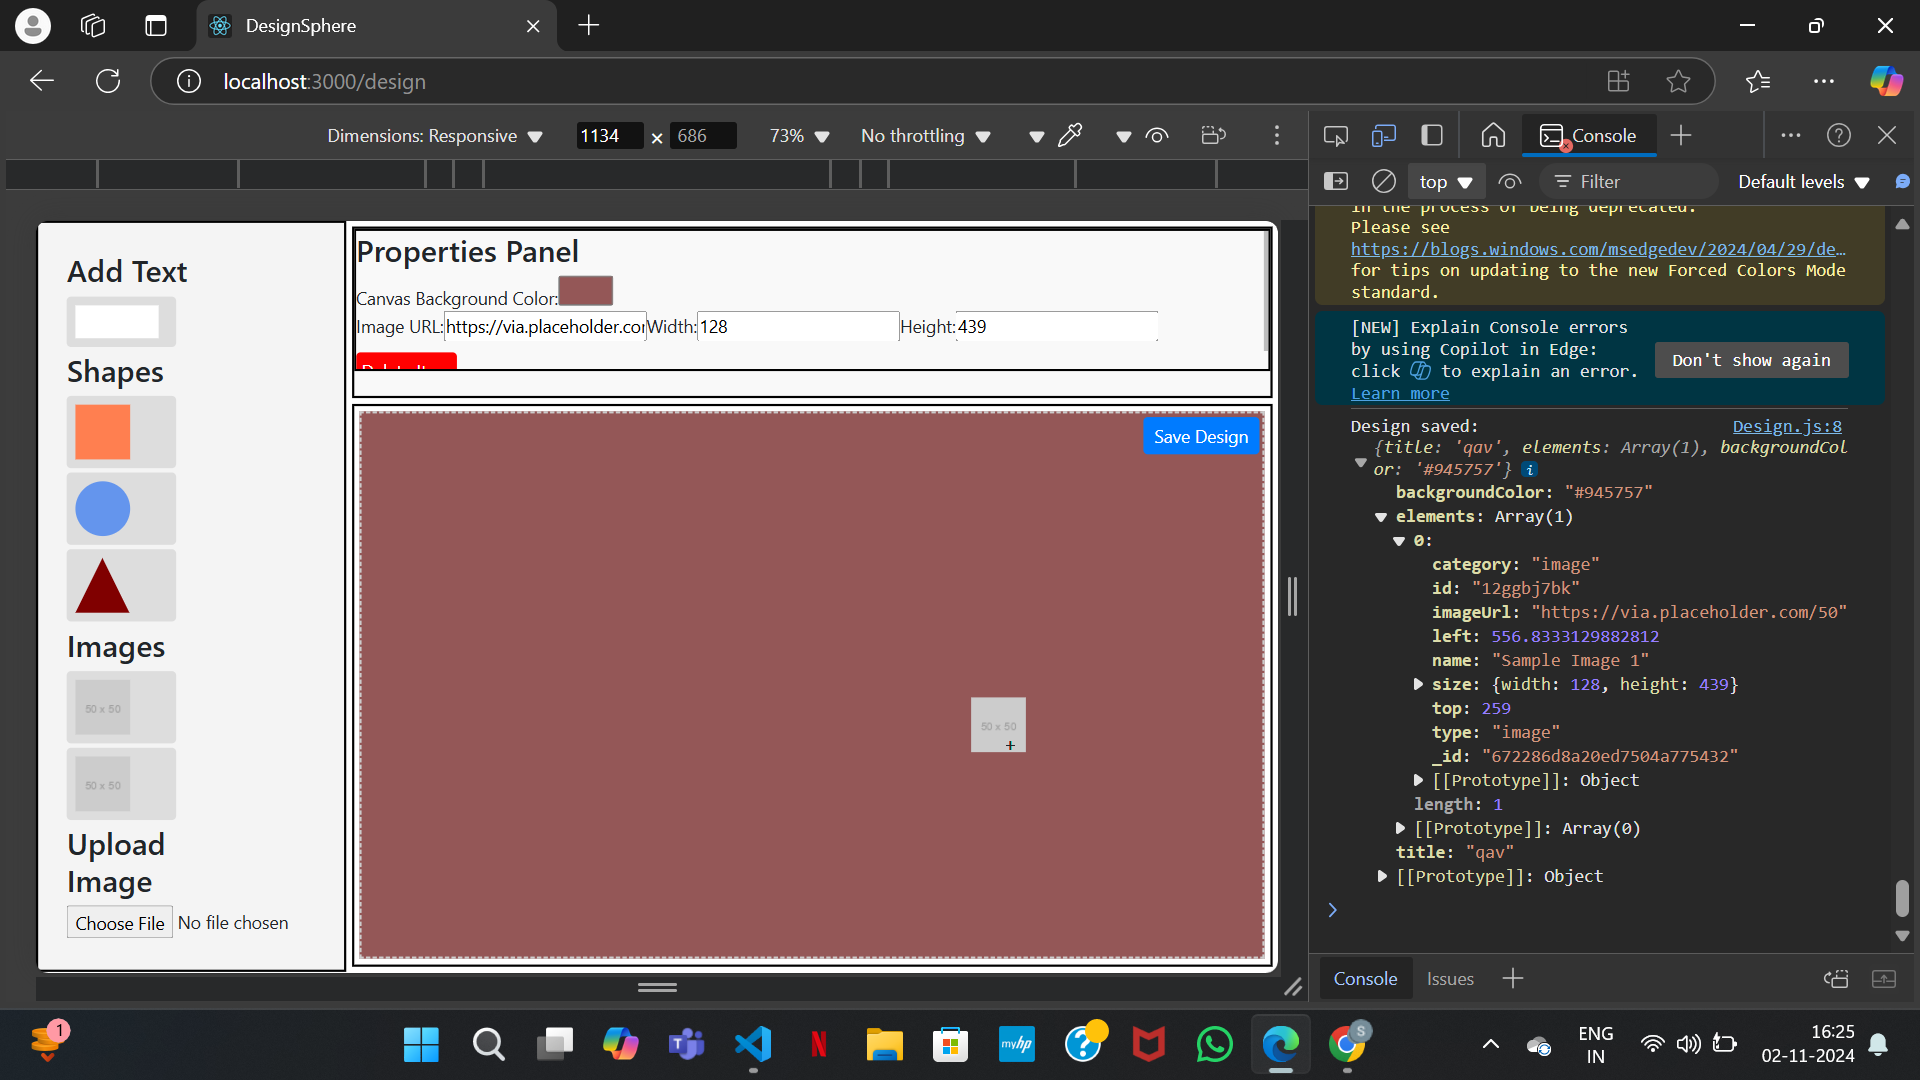 DesignSphere
localhost:3000/design
Dimensions: Responsive 1134 × 686 73% No throttling
Console
top Filter Default levels
Add Text
Shapes
Images
50 x 50
50 x 50
Upload
Image
Choose File No file chosen
Properties Panel
Canvas Background Color:
Image URL: https://via.placeholder.cor Width: 128 Height: 439
Save Design
50 x 50
in the process of being deprecated.
Please see
https://blogs.windows.com/msedgedev/2024/04/29/de…
for tips on updating to the new Forced Colors Mode
standard.
[NEW] Explain Console errors
by using Copilot in Edge:
click to explain an error.
Learn more
Don't show again
Design saved: Design.js:8
{title: 'qav', elements: Array(1), backgroundCol
or: '#945757'} i
backgroundColor: "#945757"
elements: Array(1)
0:
category: "image"
id: "12ggbj7bk"
imageUrl: "https://via.placeholder.com/50"
left: 556.8333129882812
name: "Sample Image 1"
size: {width: 128, height: 439}
top: 259
type: "image"
_id: "672286d8a20ed7504a775432"
[[Prototype]]: Object
length: 1
[[Prototype]]: Array(0)
title: "qav"
[[Prototype]]: Object
Console Issues
1
myhp
S
ENG
IN
16:25
02-11-2024